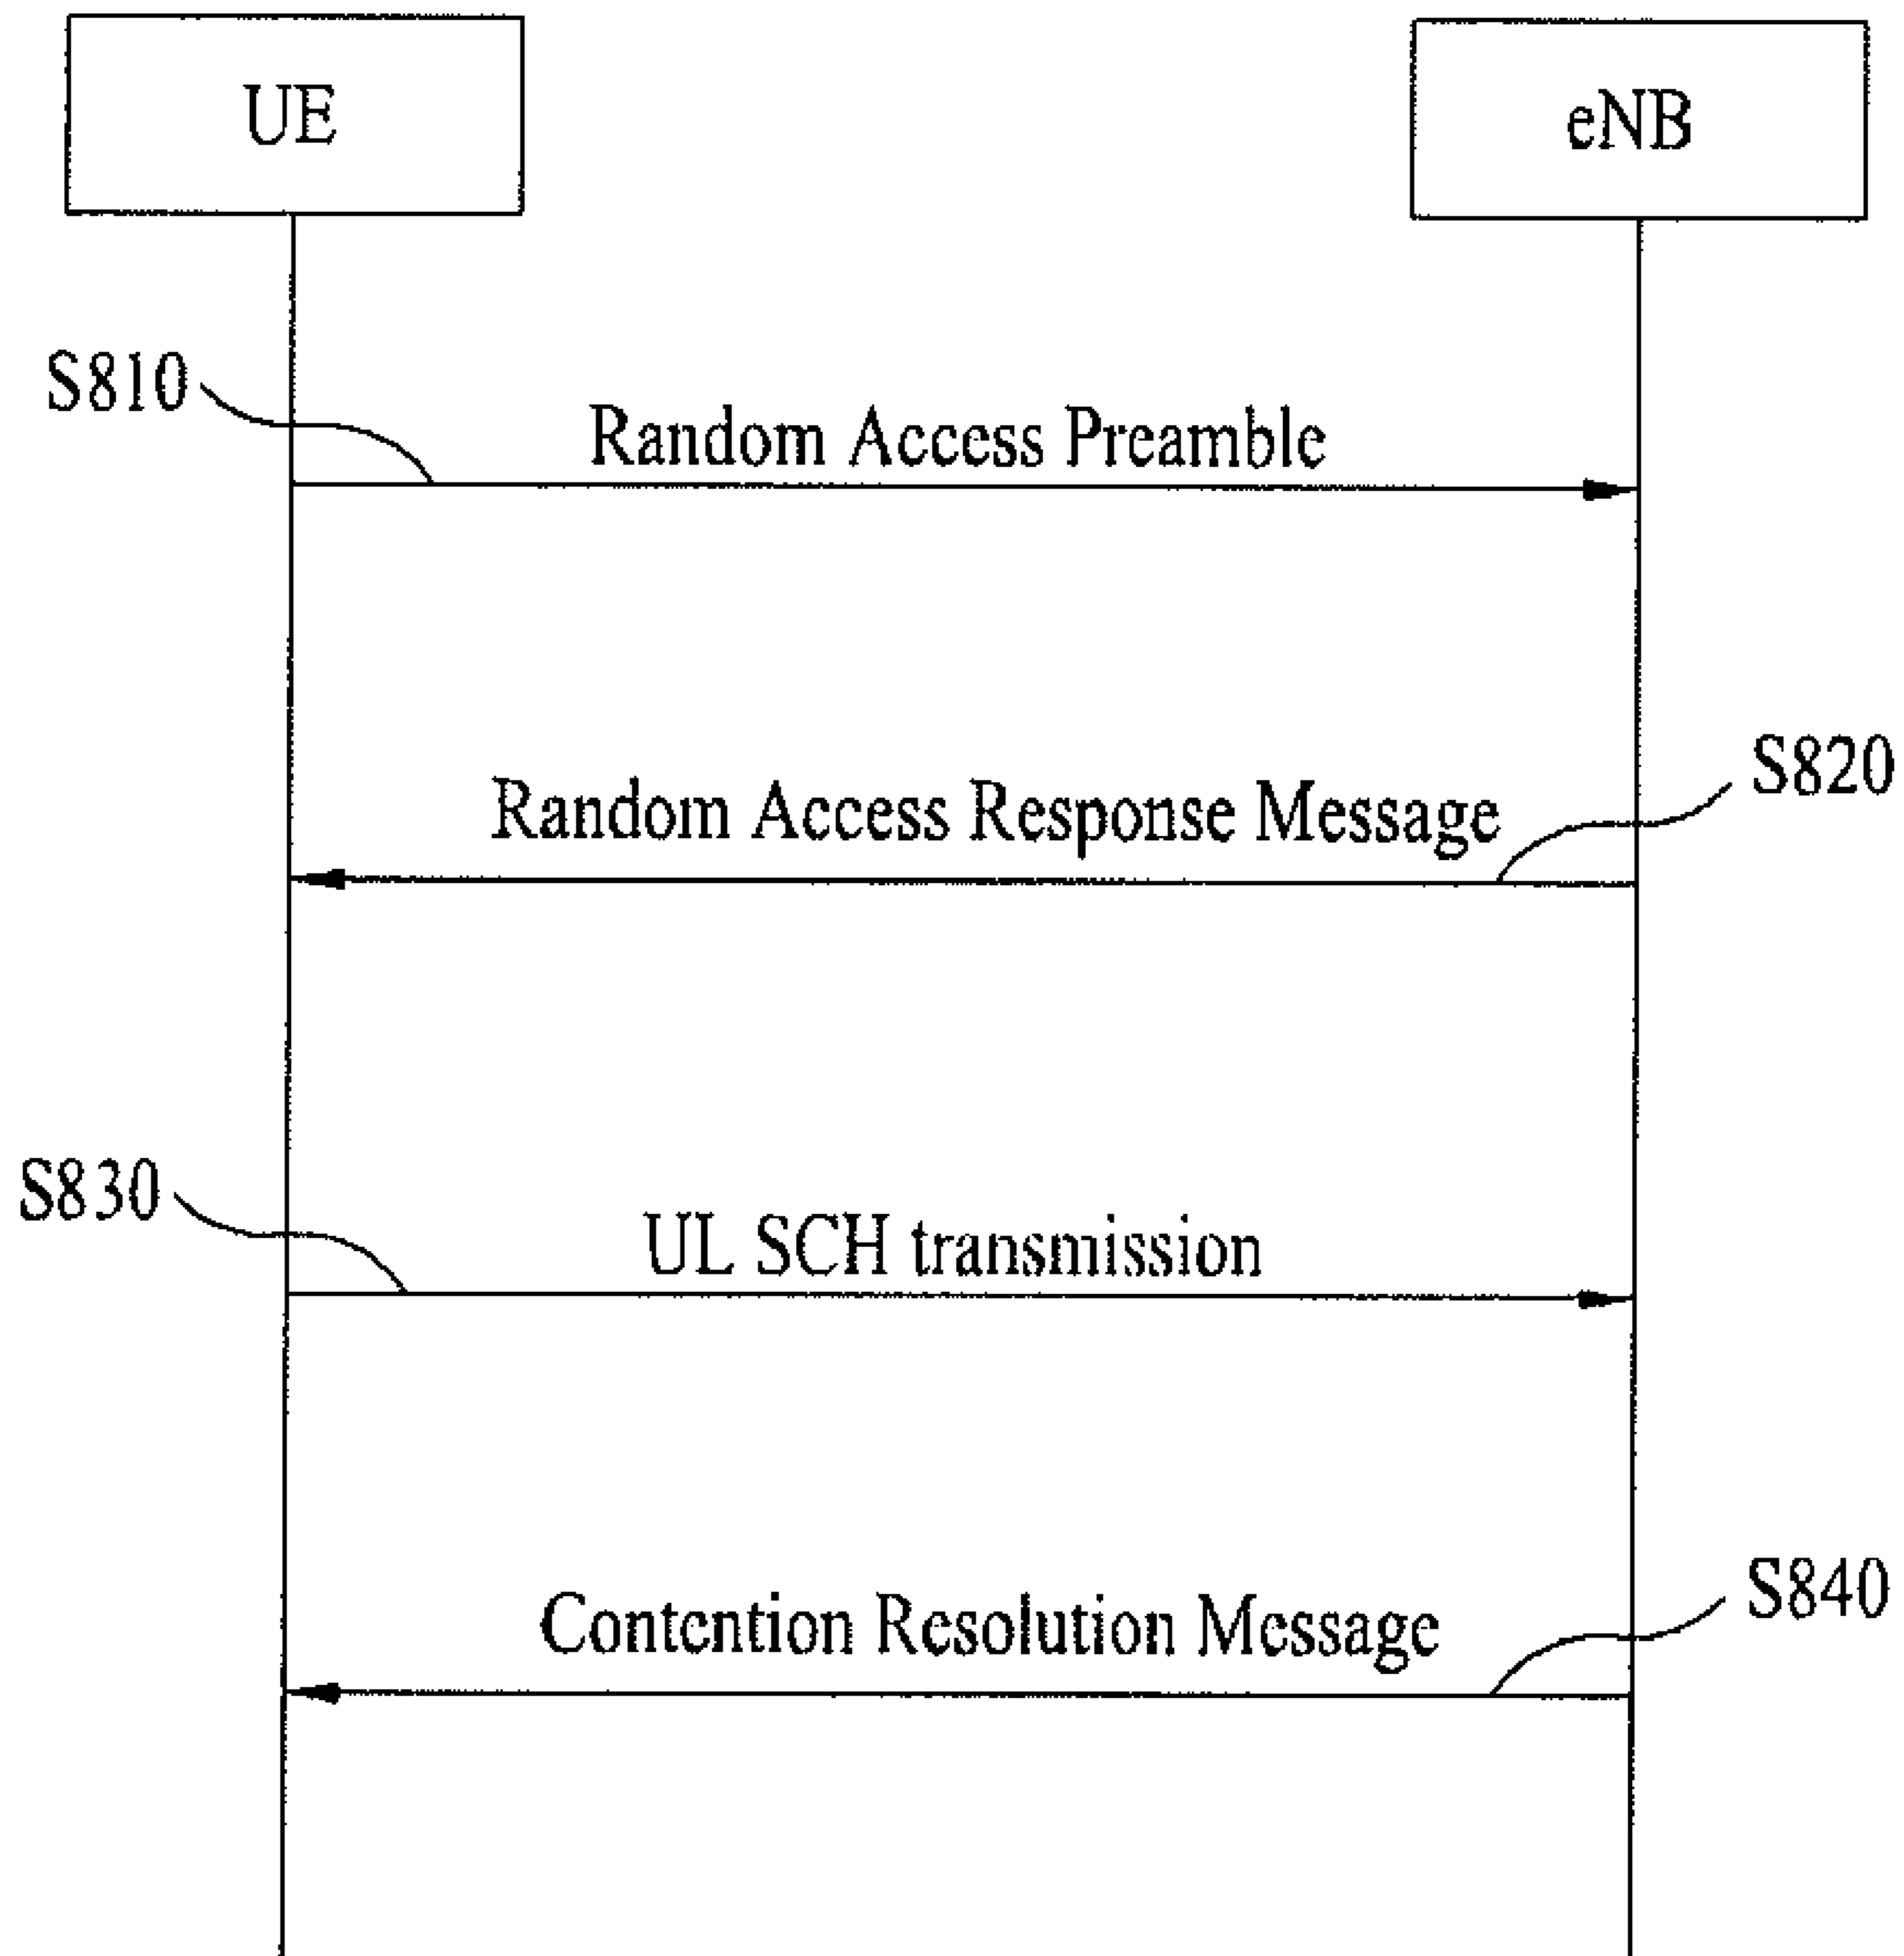 UE
eNB
S810
Random Access Preamble
S820
Random Access Response Message
S830
UL SCH transmission
S840
Contention Resolution Message